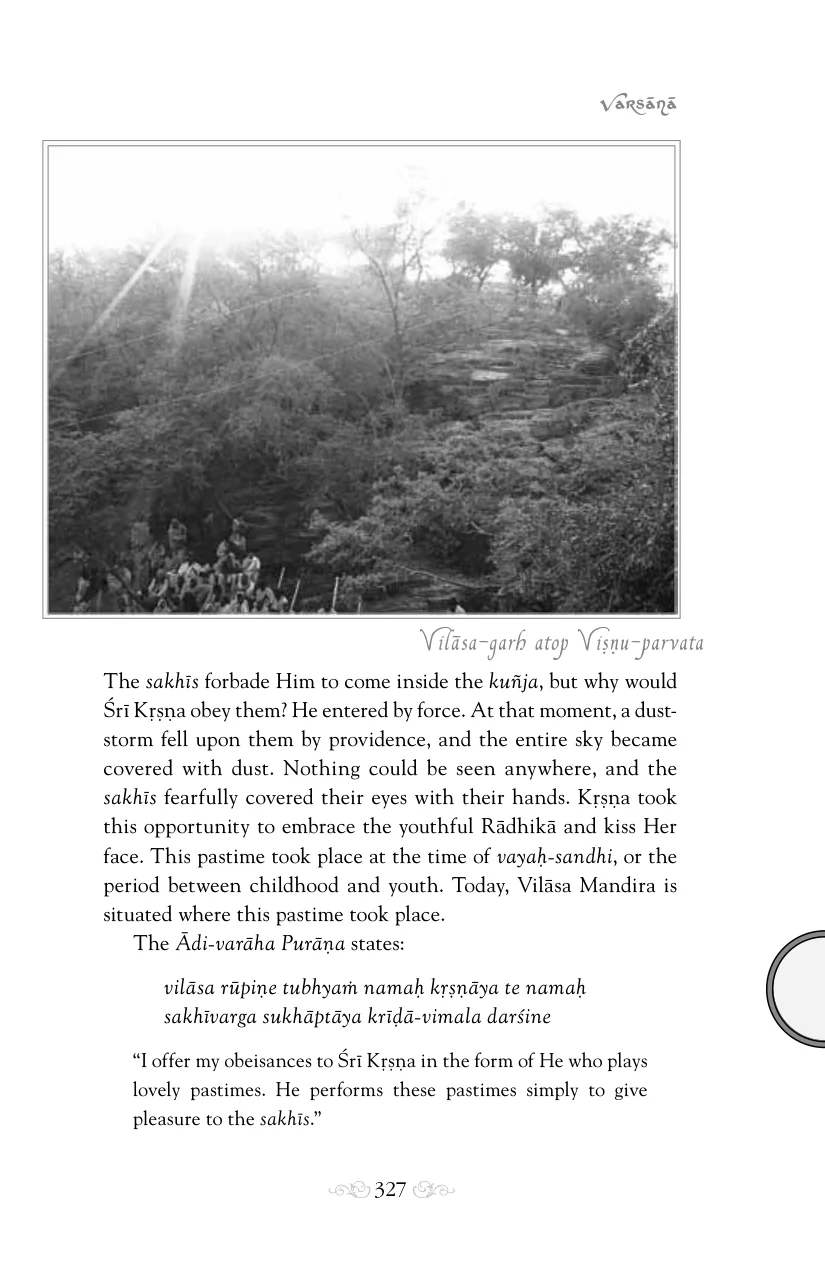 Varsāṇā
Vilāsa-garh atop Viṣṇu-parvata
The sakhīs forbade Him to come inside the kuñja, but why would
Śrī Kṛṣṇa obey them? He entered by force. At that moment, a dust-
storm fell upon them by providence, and the entire sky became
covered with dust. Nothing could be seen anywhere, and the
sakhīs fearfully covered their eyes with their hands. Kṛṣṇa took
this opportunity to embrace the youthful Rādhikā and kiss Her
face. This pastime took place at the time of vayaḥ-sandhi, or the
period between childhood and youth. Today, Vilāsa Mandira is
situated where this pastime took place.
The Ādi-varāha Purāṇa states:
vilāsa rūpiṇe tubhyaṁ namaḥ kṛṣṇāya te namaḥ
sakhīvarga sukhāptāya krīḍā-vimala darśine
“I offer my obeisances to Śrī Kṛṣṇa in the form of He who plays
lovely pastimes. He performs these pastimes simply to give
pleasure to the sakhīs.”
327